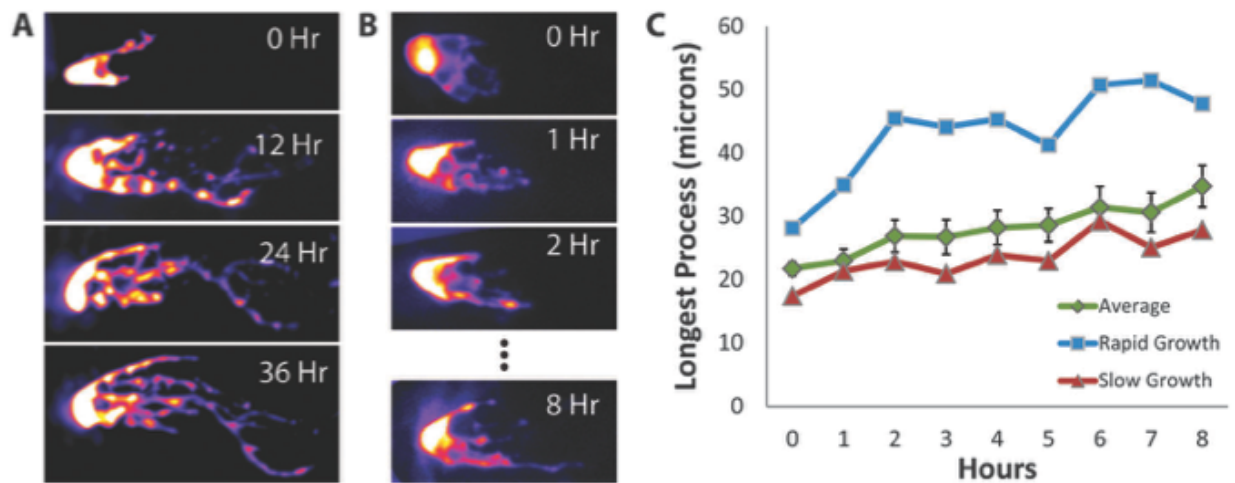 A
0 Hr
12 Hr
24 Hr
36 Hr
B
0 Hr
1 Hr
2 Hr
8 Hr
C
Longest Process (microns)
60
50
40
30
20
10
0
Average
Rapid Growth
Slow Growth
0 1 2 3 4 5 6 7 8
Hours